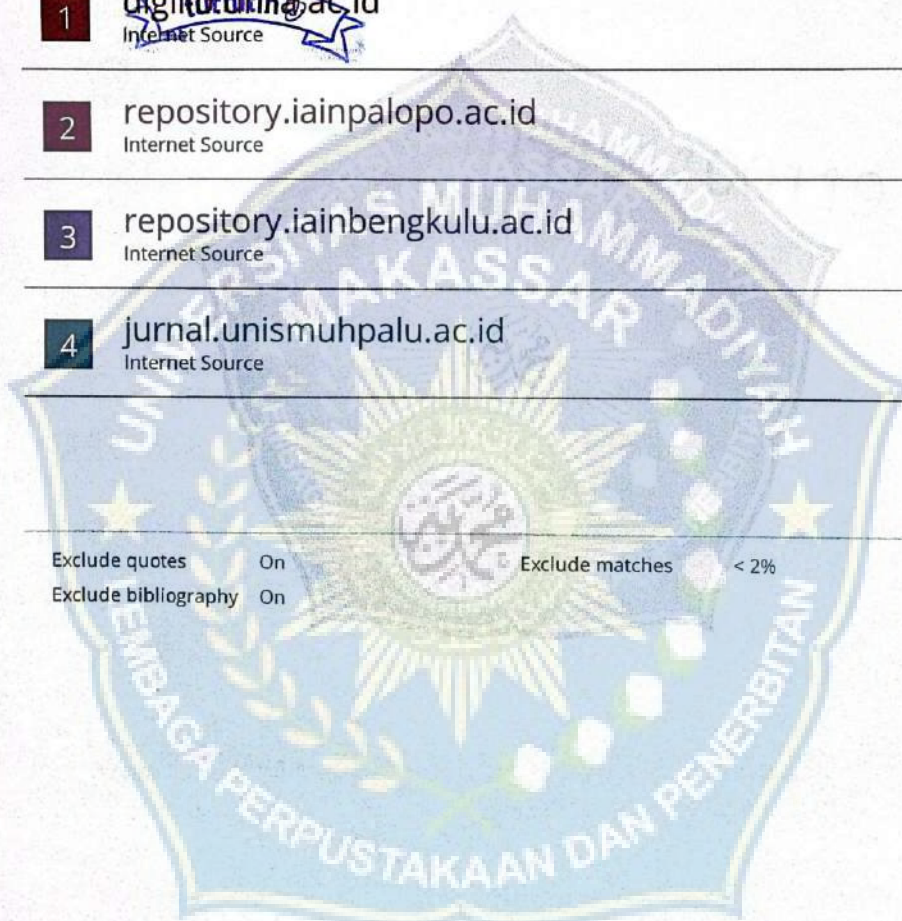 1
Internet Source
2 repository.iainpalopo.ac.id
Internet Source
3 repository.iainbengkulu.ac.id
Internet Source
4 jurnal.unismuhpalu.ac.id
Internet Source
UNIVERSITAS MUHAMMADIYAH
MAKASSAR
Exclude quotes On
Exclude matches < 2%
Exclude bibliography On
LEMBAGA PERPUSTAKAAN DAN PENERBITAN